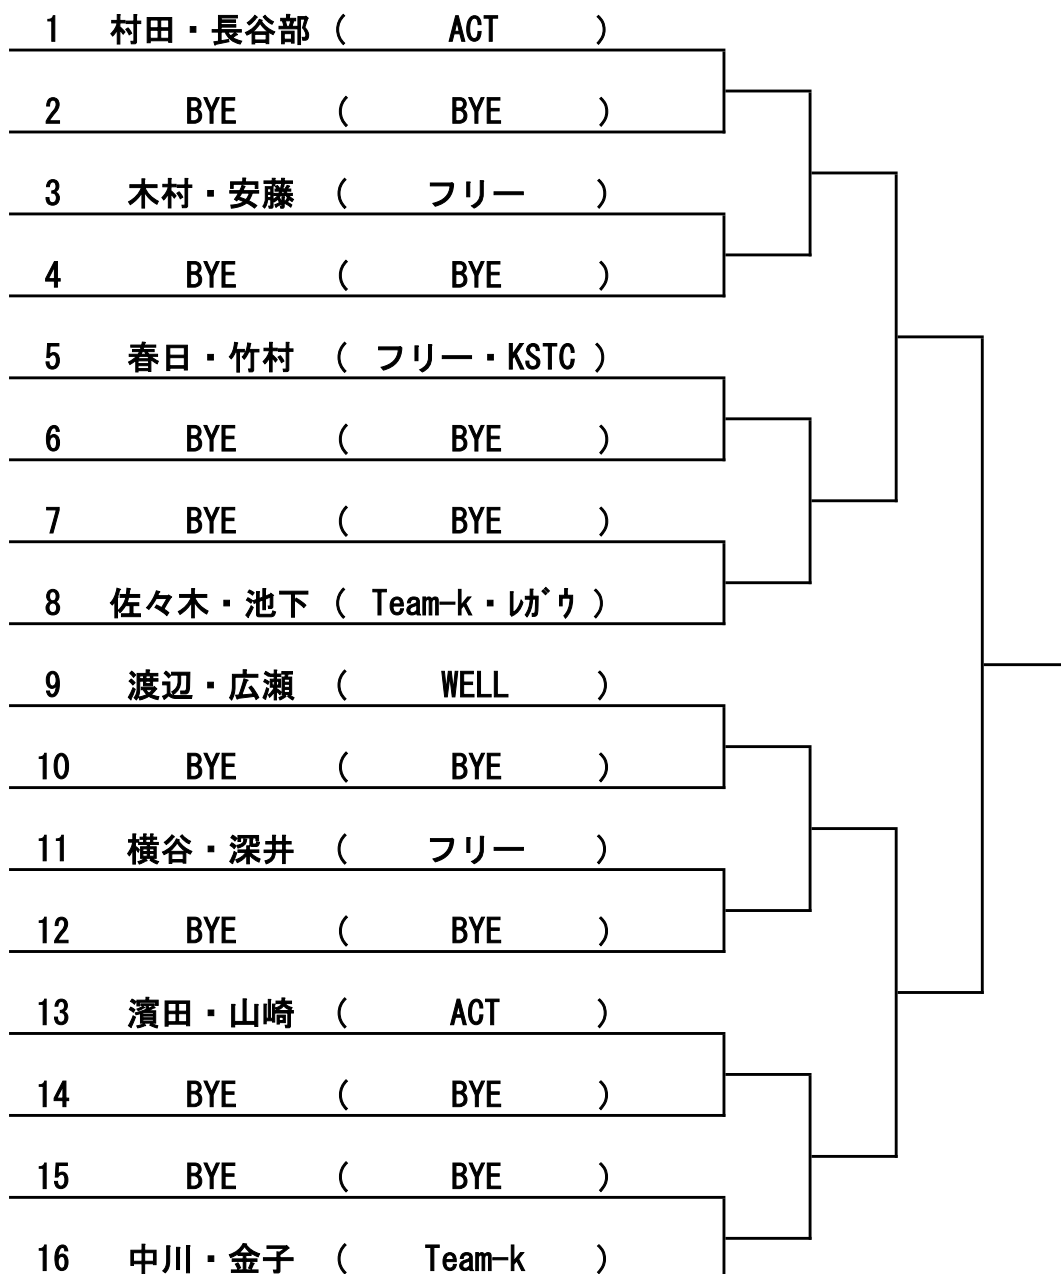 1 村田・長谷部 ( ACT )
2 BYE ( BYE )
3 木村・安藤 ( フリー )
4 BYE ( BYE )
5 春日・竹村 ( フリー・KSTC )
6 BYE ( BYE )
7 BYE ( BYE )
8 佐々木・池下 ( Team-k・ﾚｶﾞｳ )
9 渡辺・広瀬 ( WELL )
10 BYE ( BYE )
11 横谷・深井 ( フリー )
12 BYE ( BYE )
13 濱田・山崎 ( ACT )
14 BYE ( BYE )
15 BYE ( BYE )
16 中川・金子 ( Team-k )